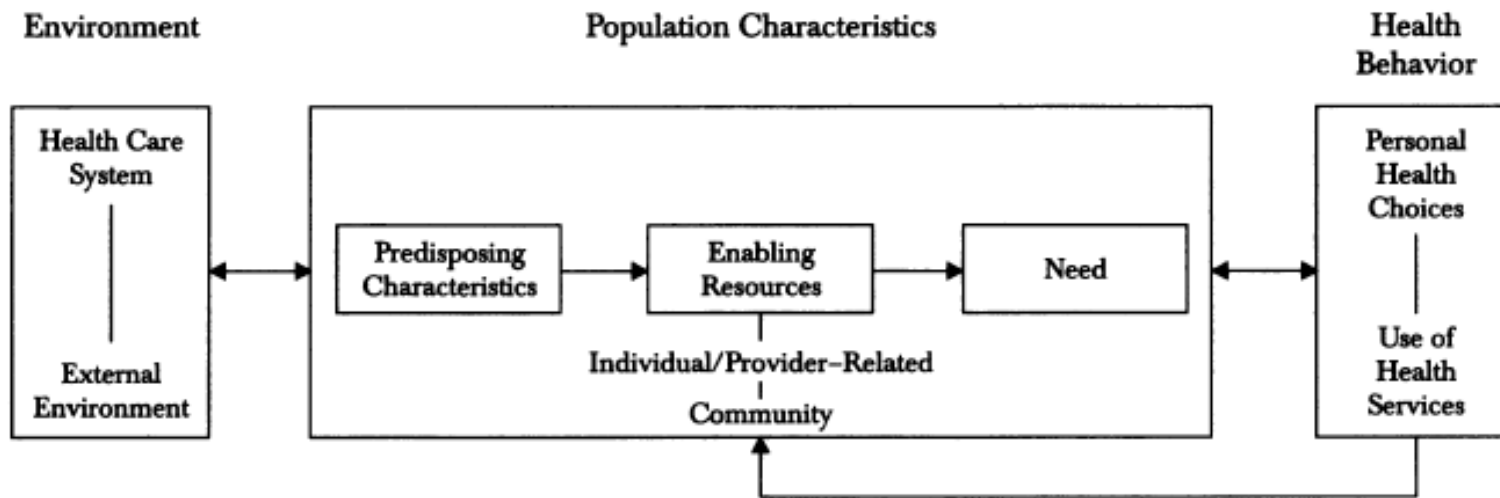 Environment
Population Characteristics
Health
Behavior
Health Care
System
External
Environment
Predisposing
Characteristics
Enabling
Resources
Need
Individual/Provider–Related
Community
Personal
Health
Choices
Use of
Health
Services